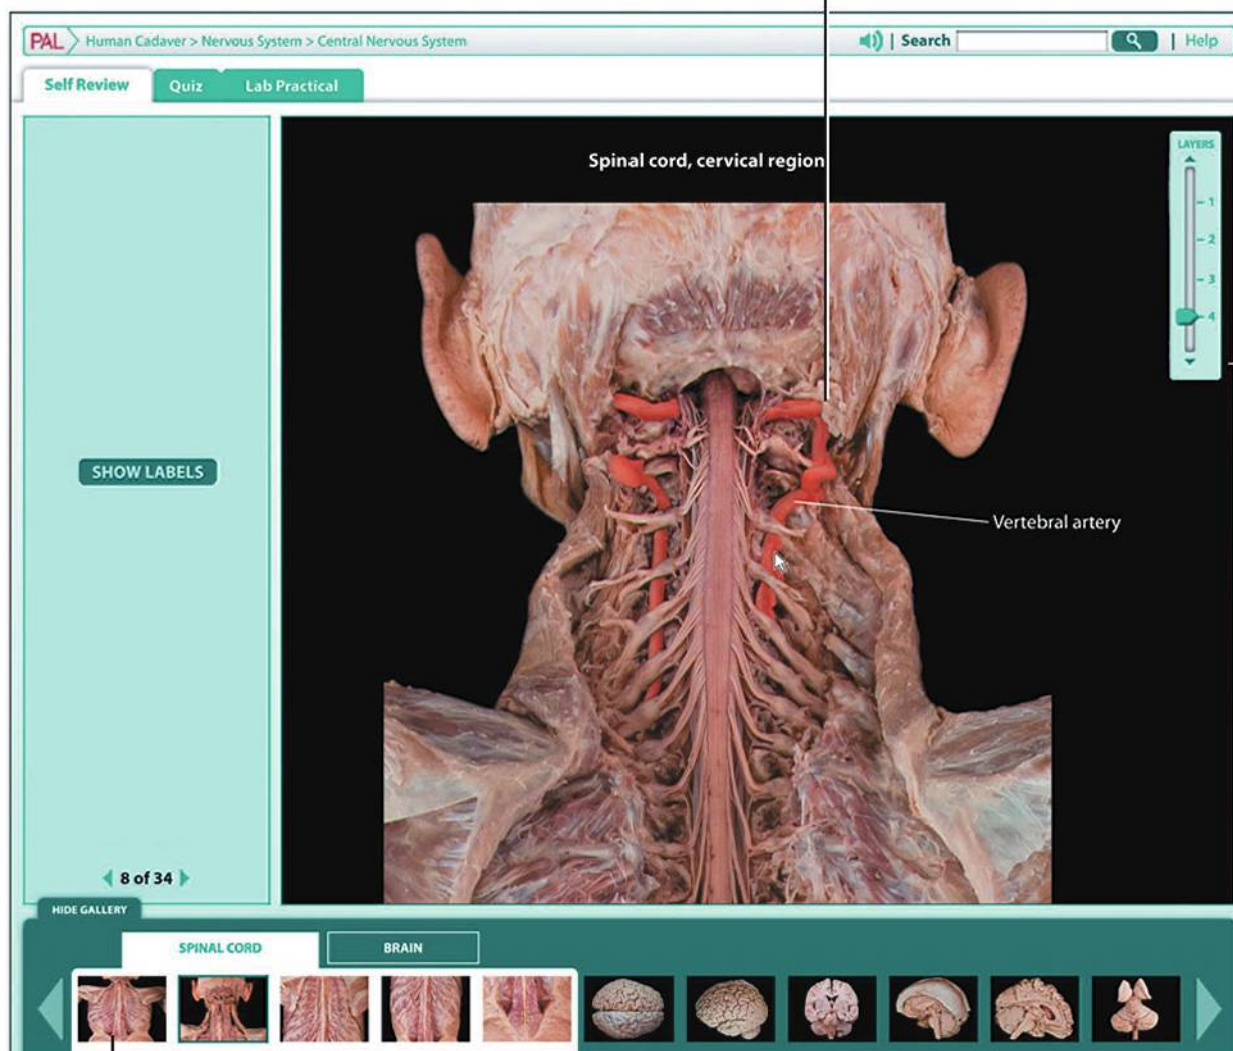 PAL Human Cadaver > Nervous System > Central Nervous System | Search | Help
Self Review Quiz Lab Practical
Spinal cord, cervical region
LAYERS
1
2
3
4
SHOW LABELS
Vertebral artery
8 of 34
HIDE GALLERY
SPINAL CORD BRAIN